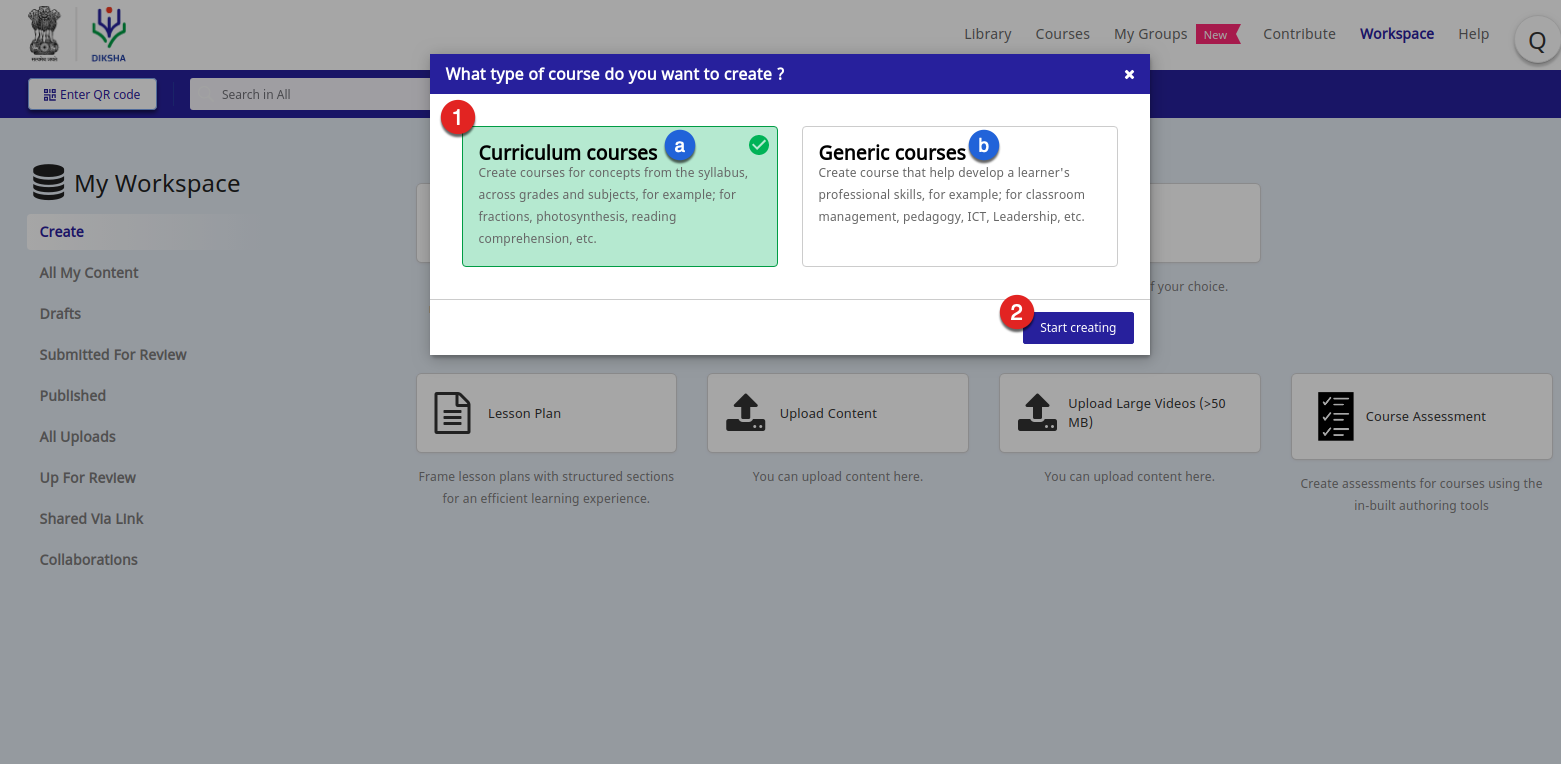 Library Courses My Groups New Contribute Workspace Help Q
DIKSHA
Enter QR code Search in All
What type of course do you want to create ?
1
Curriculum courses a
Create courses for concepts from the syllabus,
across grades and subjects, for example; for
fractions, photosynthesis, reading
comprehension, etc.
Generic courses b
Create course that help develop a learner's
professional skills, for example; for classroom
management, pedagogy, ICT, Leadership, etc.
2
Start creating
My Workspace
Create
All My Content
Drafts
Submitted For Review
Published
All Uploads
Up For Review
Shared Via Link
Collaborations
f your choice.
Lesson Plan
Frame lesson plans with structured sections
for an efficient learning experience.
Upload Content
You can upload content here.
Upload Large Videos (>50
MB)
You can upload content here.
Course Assessment
Create assessments for courses using the
in-built authoring tools